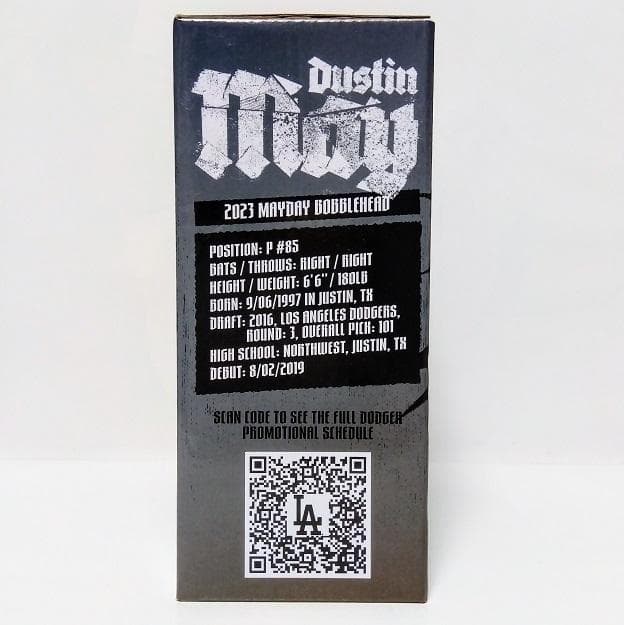 dustin
May
2023 MAYDAY BOBBLEHEAD
POSITION: P #85
BATS / THROWS: RIGHT / RIGHT
HEIGHT / WEIGHT: 6'6" / 180LB
BORN: 9/06/1997 IN JUSTIN, TX
DRAFT: 2016, LOS ANGELES DODGERS,
ROUND: 3, OVERALL PICK: 101
HIGH SCHOOL: NORTHWEST, JUSTIN, TX
DEBUT: 8/02/2019
SCAN CODE TO SEE THE FULL DODGER
PROMOTIONAL SCHEDULE
LA